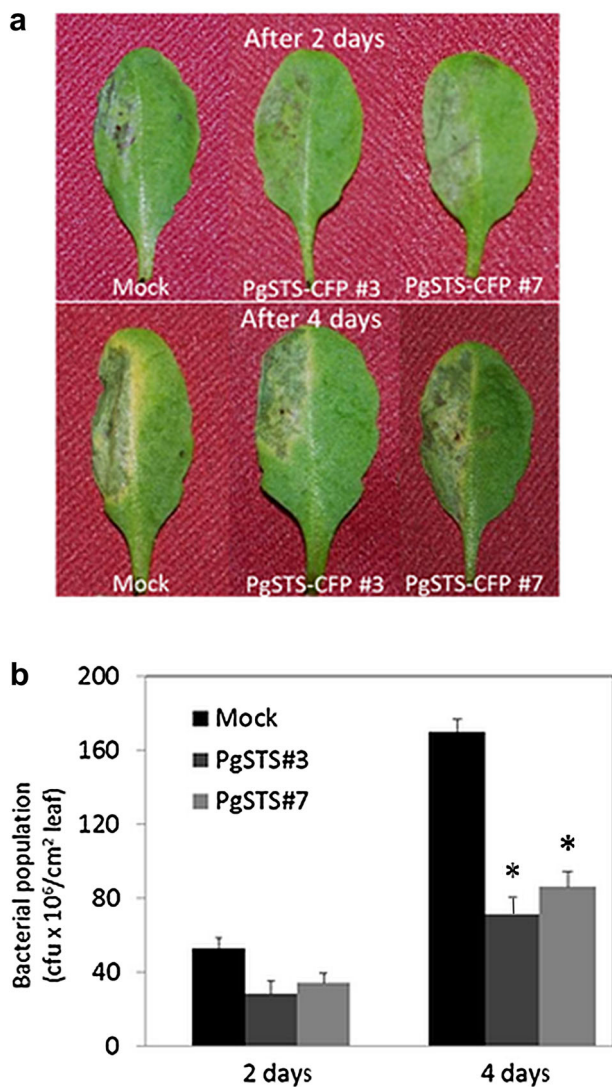 a
After 2 days
Mock PgSTS-CFP #3 PgSTS-CFP #7
After 4 days
Mock PgSTS-CFP #3 PgSTS-CFP #7
b
Bacterial population
(cfu x 10⁶/cm² leaf)
200
160
120
80
40
0
Mock
PgSTS#3
PgSTS#7
* *
2 days 4 days